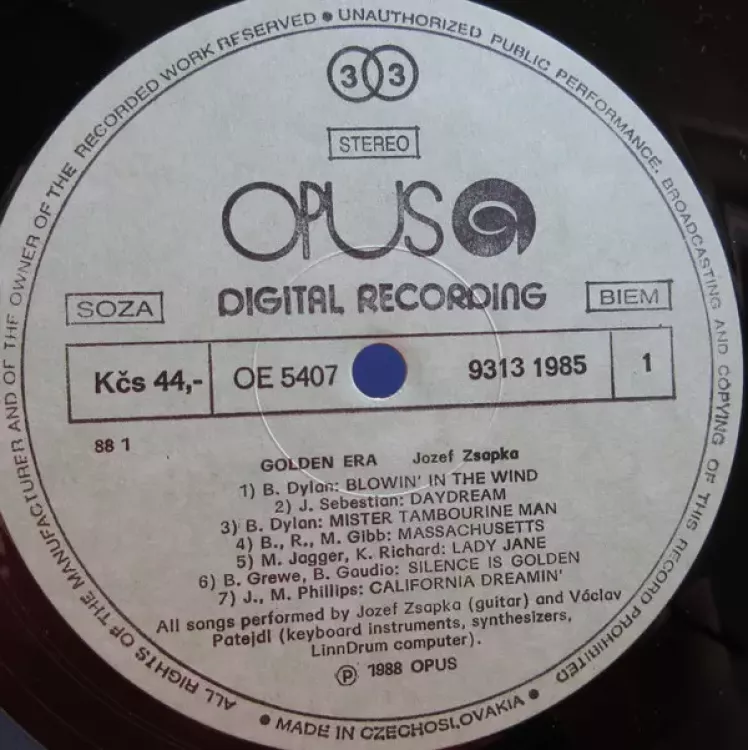 ALL RIGHTS OF THE MANUFACTURER AND OF THE OWNER OF THE RECORDED WORK RESERVED • UNAUTHORIZED PUBLIC PERFORMANCE. BROADCASTING AND COPYING OF THIS RECORD PROHIBITED
• MADE IN CZECHOSLOVAKIA •
33
STEREO
OPUS
DIGITAL RECORDING
SOZA
BIEM
Kčs 44,- OE 5407 9313 1985 1
88 1
GOLDEN ERA Jozef Zsapka
1) B. Dylan: BLOWIN' IN THE WIND
2) J. Sebestian: DAYDREAM
3) B. Dylan: MISTER TAMBOURINE MAN
4) B., R., M. Gibb: MASSACHUSETTS
5) M. Jagger, K. Richard: LADY JANE
6) B. Grewe, B. Gaudio: SILENCE IS GOLDEN
7) J., M. Phillips: CALIFORNIA DREAMIN'
All songs performed by Jozef Zsapka (guitar) and Václav
Patejdl (keyboard instruments, synthesizers,
LinnDrum computer).
Ⓟ 1988 OPUS